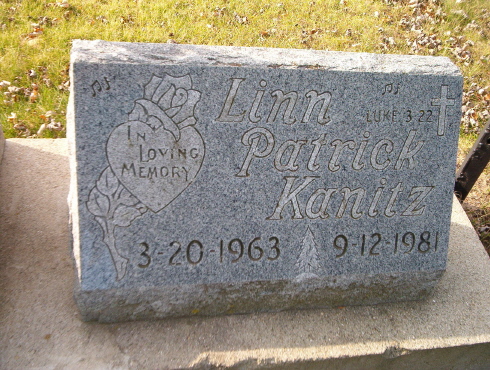 Linn
LUKE 3-22
Patrick
Kanitz
IN
LOVING
MEMORY
3-20-1963 9-12-1981